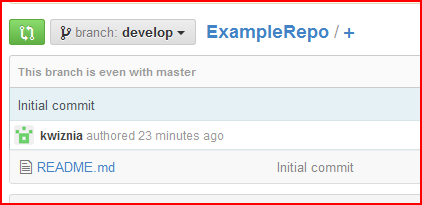 branch: develop ExampleRepo / +
This branch is even with master
Initial commit
kwiznia authored 23 minutes ago
README.md Initial commit